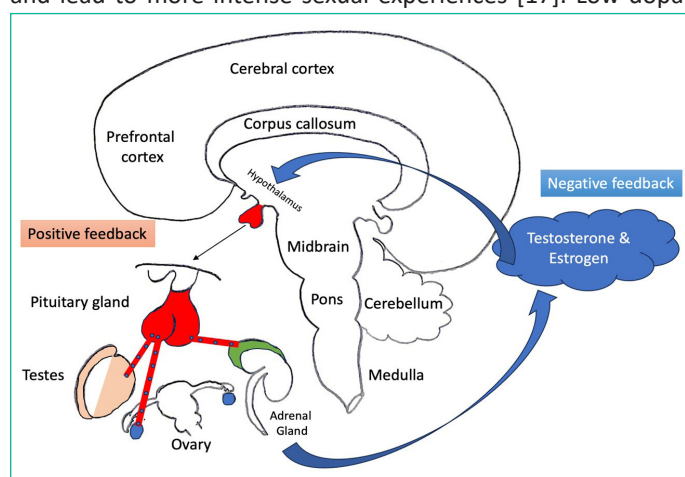 and lead to more intense sexual experiences [17]. Low dopa
Cerebral cortex
Prefrontal
cortex
Corpus callosum
Hypothalamus
Negative feedback
Positive feedback
Testosterone &
Estrogen
Midbrain
Pituitary gland
Pons
Cerebellum
Testes
Medulla
Adrenal
Gland
Ovary